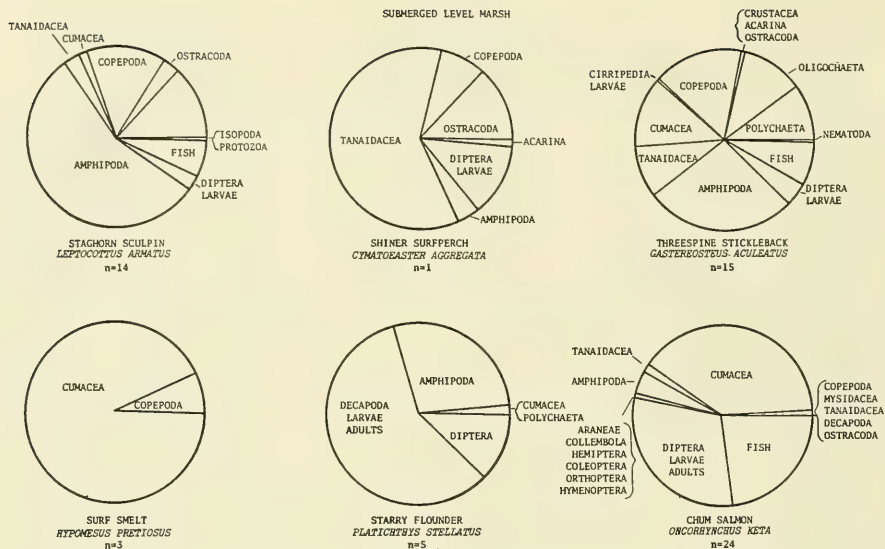 SUBMERGED LEVEL MARSH
TANAIDACEA
CUMACEA
COPEPODA
OSTRACODA
ISOPODA
PROTOZOA
FISH
AMPHIPODA
DIPTERA
LARVAE
STAGHORN SCULPIN
LEPTOCOTTUS ARMATUS
n=14
COPEPODA
TANAIDACEA
OSTRACODA
ACARINA
DIPTERA
LARVAE
AMPHIPODA
SHINER SURFPERCH
CYMATOEASTER AGGREGATA
n=1
CRUSTACEA
ACARINA
OSTRACODA
OLIGOCHAETA
CIRRIPEDIA
LARVAE
COPEPODA
CUMACEA
POLYCHAETA
NEMATODA
TANAIDACEA
FISH
AMPHIPODA
DIPTERA
LARVAE
THREESPINE STICKLEBACK
GASTEREOSTEUS ACULEATUS
n=15
CUMACEA
COPEPODA
SURF SMELT
HYPOMESUS PRETIOSUS
n=3
AMPHIPODA
DECAPODA
LARVAE
ADULTS
CUMACEA
POLYCHAETA
DIPTERA
STARRY FLOUNDER
PLATICHTHYS STELLATUS
n=5
TANAIDACEA
CUMACEA
AMPHIPODA
COPEPODA
MYSIDACEA
TANAIDACEA
DECAPODA
OSTRACODA
ARANEAE
COLLEMBOLA
HEMIPTERA
COLEOPTERA
ORTHOPTERA
HYMENOPTERA
DIPTERA
LARVAE
ADULTS
FISH
CHUM SALMON
ONCORHYNCHUS KETA
n=24